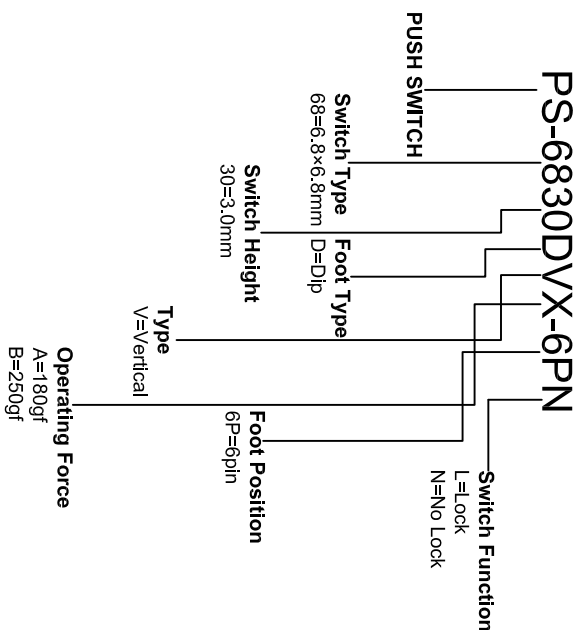 PS-6830DVX-6PN
PUSH SWITCH
Switch Type
68=6.8×6.8mm
Switch Height
30=3.0mm
Foot Type
D=Dip
Type
V=Vertical
Operating Force
A=180gf
B=250gf
Foot Position
6P=6pin
Switch Function
L=Lock
N=No Lock